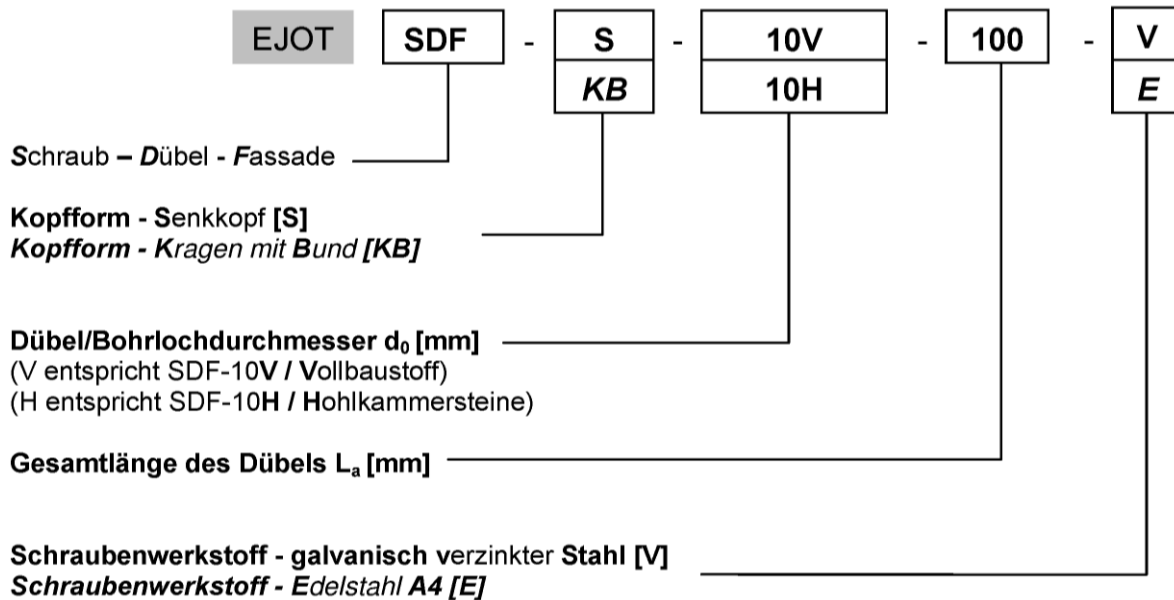 EJOT SDF - S - 10V - 100 - V
KB 10H E
Schraub – Dübel - Fassade
Kopfform - Senkkopf [S]
Kopfform - Kragen mit Bund [KB]
Dübel/Bohrlochdurchmesser d₀ [mm]
(V entspricht SDF-10V / Vollbaustoff)
(H entspricht SDF-10H / Hohlkammersteine)
Gesamtlänge des Dübels Lₐ [mm]
Schraubenwerkstoff - galvanisch verzinkter Stahl [V]
Schraubenwerkstoff - Edelstahl A4 [E]